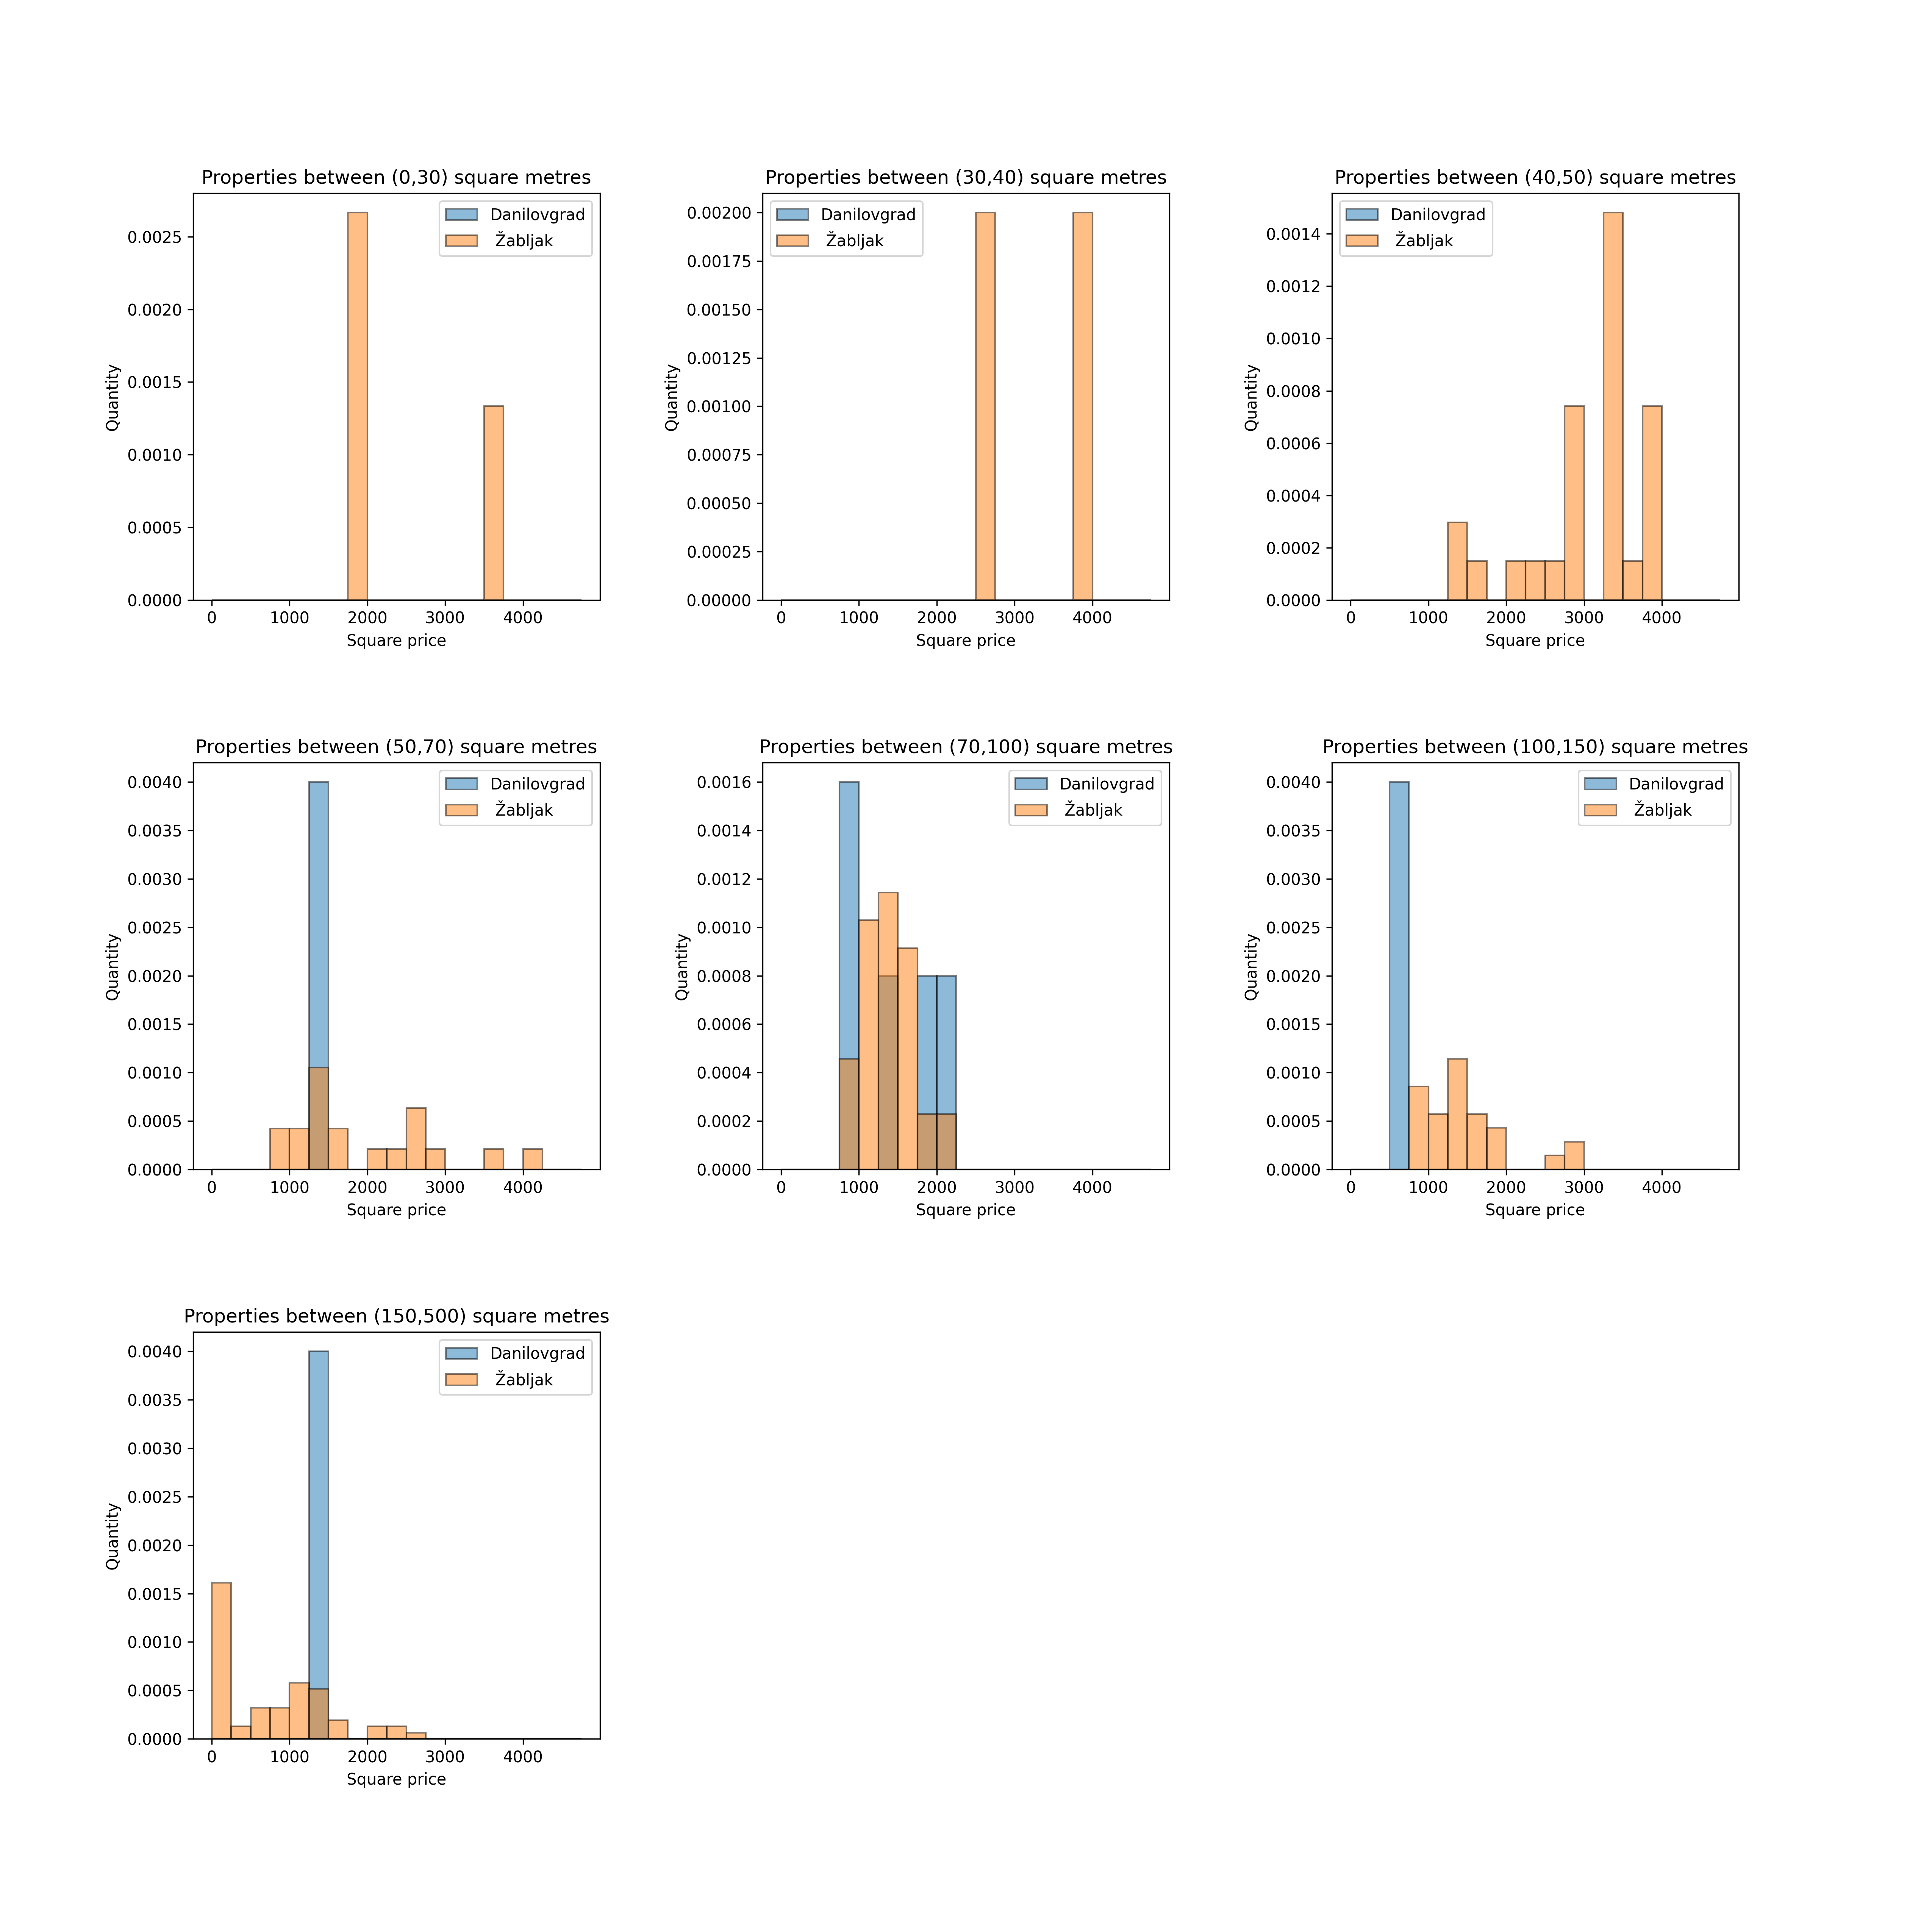 Properties between (0,30) square metres
0.0025
0.0020
0.0015
0.0010
0.0005
0.0000
Quantity
Danilovgrad
Žabljak
0 1000 2000 3000 4000
Square price
Properties between (30,40) square metres
0.00200
0.00175
0.00150
0.00125
0.00100
0.00075
0.00050
0.00025
0.00000
Quantity
Danilovgrad
Žabljak
0 1000 2000 3000 4000
Square price
Properties between (40,50) square metres
0.0014
0.0012
0.0010
0.0008
0.0006
0.0004
0.0002
0.0000
Quantity
Danilovgrad
Žabljak
0 1000 2000 3000 4000
Square price
Properties between (50,70) square metres
0.0040
0.0035
0.0030
0.0025
0.0020
0.0015
0.0010
0.0005
0.0000
Quantity
Danilovgrad
Žabljak
0 1000 2000 3000 4000
Square price
Properties between (70,100) square metres
0.0016
0.0014
0.0012
0.0010
0.0008
0.0006
0.0004
0.0002
0.0000
Quantity
Danilovgrad
Žabljak
0 1000 2000 3000 4000
Square price
Properties between (100,150) square metres
0.0040
0.0035
0.0030
0.0025
0.0020
0.0015
0.0010
0.0005
0.0000
Quantity
Danilovgrad
Žabljak
0 1000 2000 3000 4000
Square price
Properties between (150,500) square metres
0.0040
0.0035
0.0030
0.0025
0.0020
0.0015
0.0010
0.0005
0.0000
Quantity
Danilovgrad
Žabljak
0 1000 2000 3000 4000
Square price